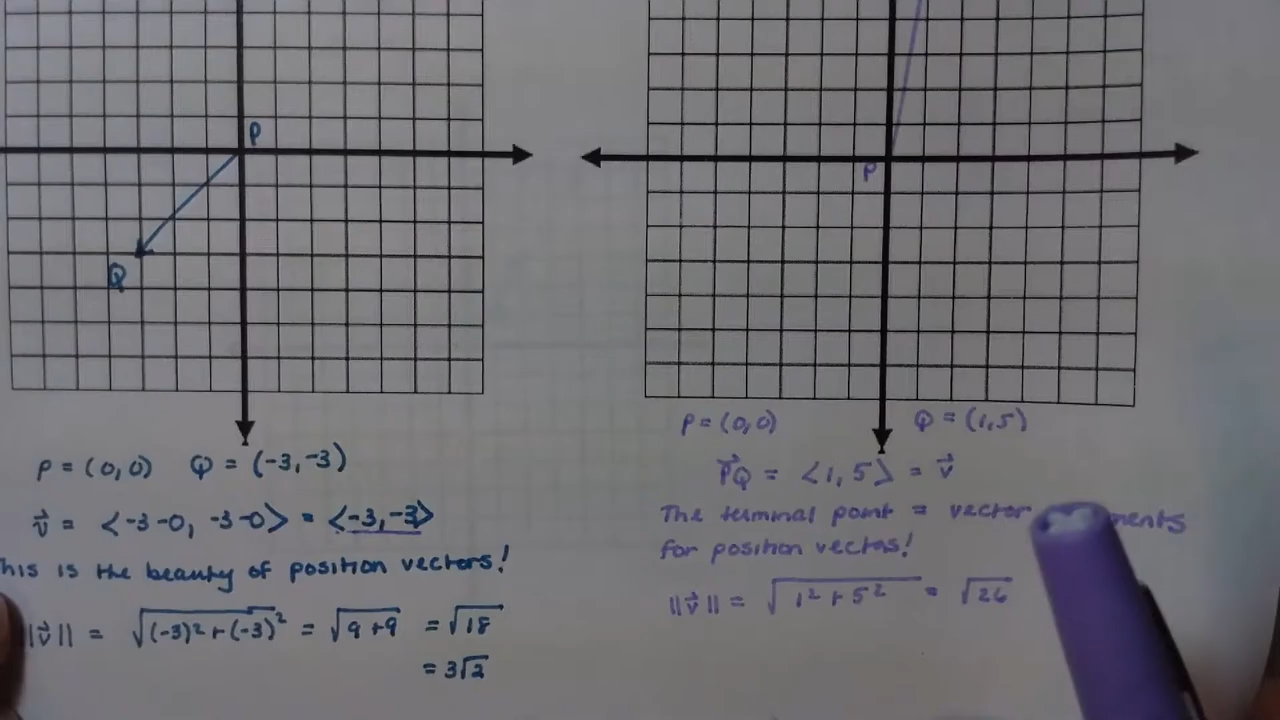 P
Q
P = (0,0) Q = (-3,-3)
v⃗ = ⟨-3-0, -3-0⟩ = ⟨-3,-3⟩
This is the beauty of position vectors!
||v⃗|| = √(-3)²+(-3)² = √9+9 = √18
= 3√2
P
P = (0,0) Q = (1,5)
P⃗Q = ⟨1,5⟩ = v⃗
The terminal point = vector
for position vectors!
||v⃗|| = √1²+5² = √26